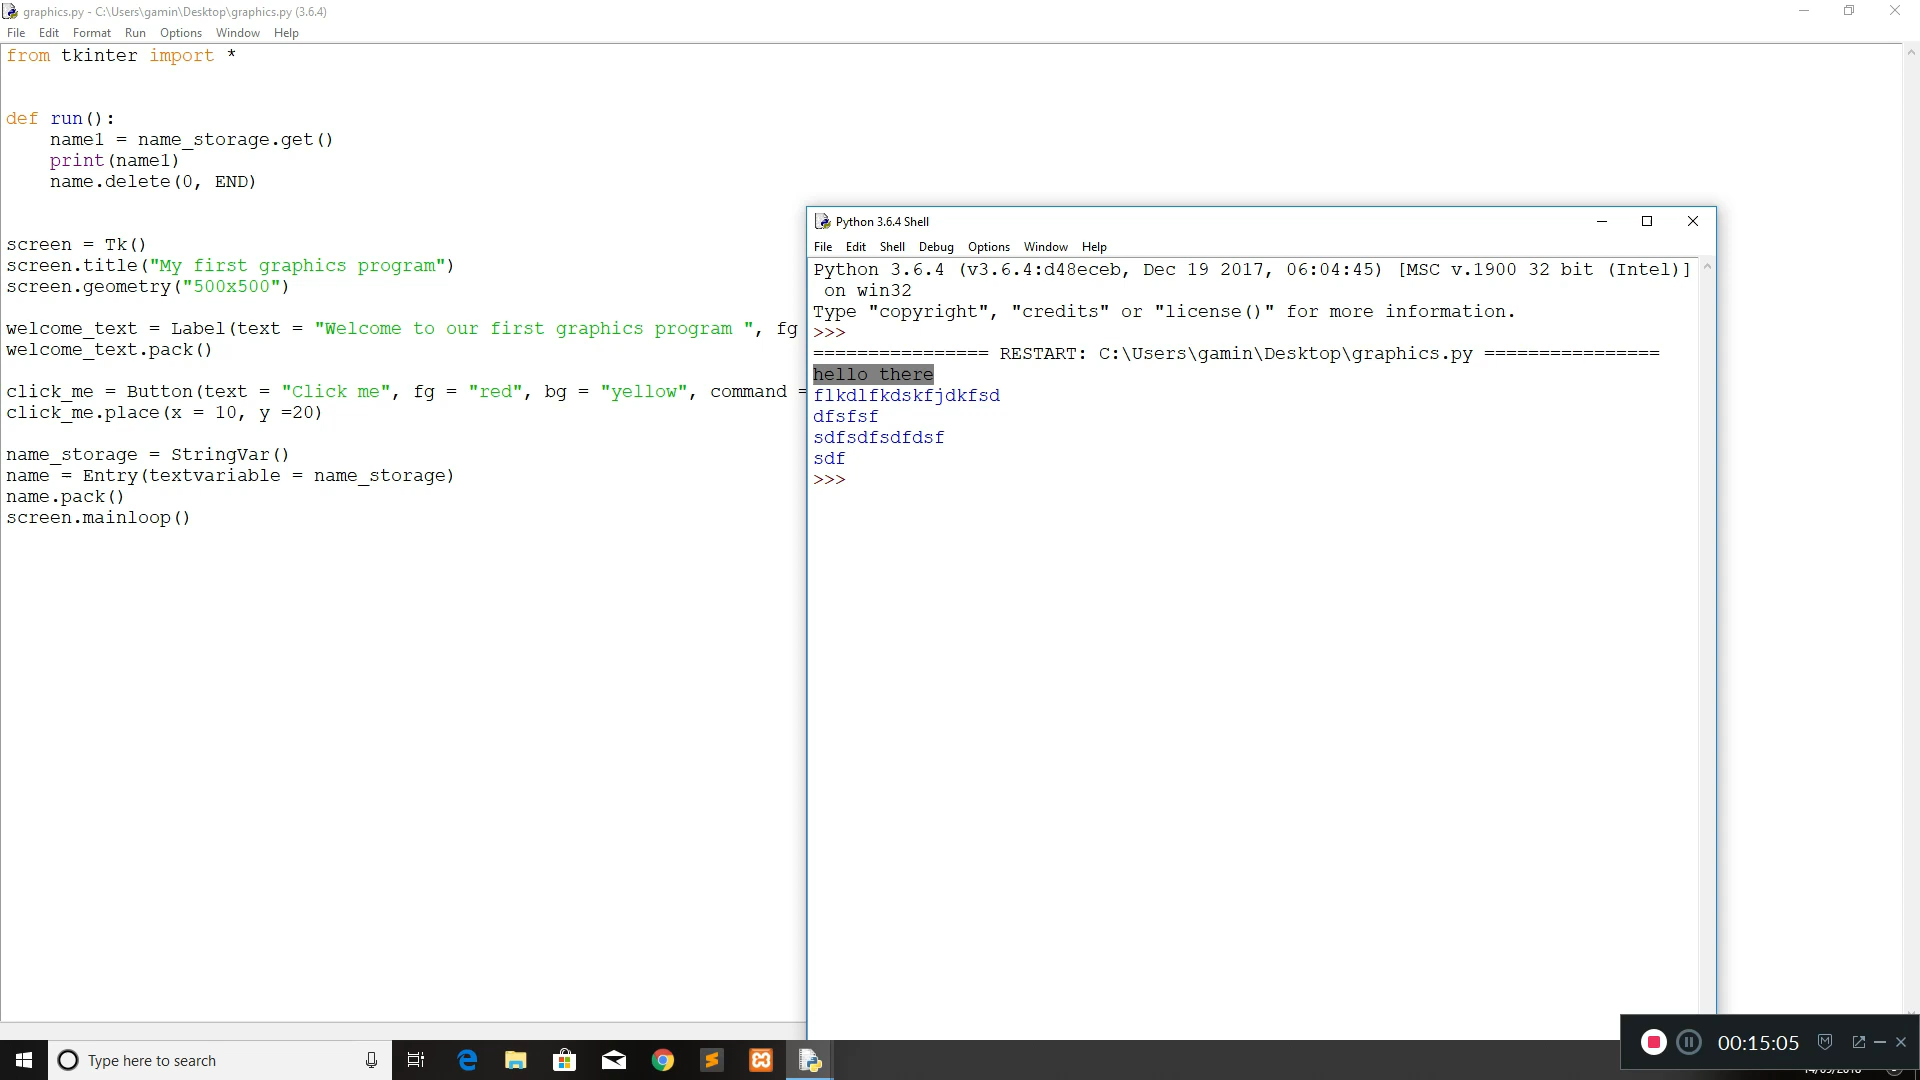 graphics.py - C:\Users\gamin\Desktop\graphics.py (3.6.4)
File Edit Format Run Options Window Help
from tkinter import *
def run():
    name1 = name_storage.get()
    print(name1)
    name.delete(0, END)
screen = Tk()
screen.title("My first graphics program")
screen.geometry("500x500")
welcome_text = Label(text = "Welcome to our first graphics program ", fg
welcome_text.pack()
click_me = Button(text = "Click me", fg = "red", bg = "yellow", command =
click_me.place(x = 10, y =20)
name_storage = StringVar()
name = Entry(textvariable = name_storage)
name.pack()
screen.mainloop()
Python 3.6.4 Shell
File Edit Shell Debug Options Window Help
Python 3.6.4 (v3.6.4:d48eceb, Dec 19 2017, 06:04:45) [MSC v.1900 32 bit (Intel)]
 on win32
Type "copyright", "credits" or "license()" for more information.
>>>
================ RESTART: C:\Users\gamin\Desktop\graphics.py ================
hello there
flkdlfkdskfjdkfsd
dfsfsf
sdfsdfsdfdsf
sdf
>>>
Type here to search
00:15:05